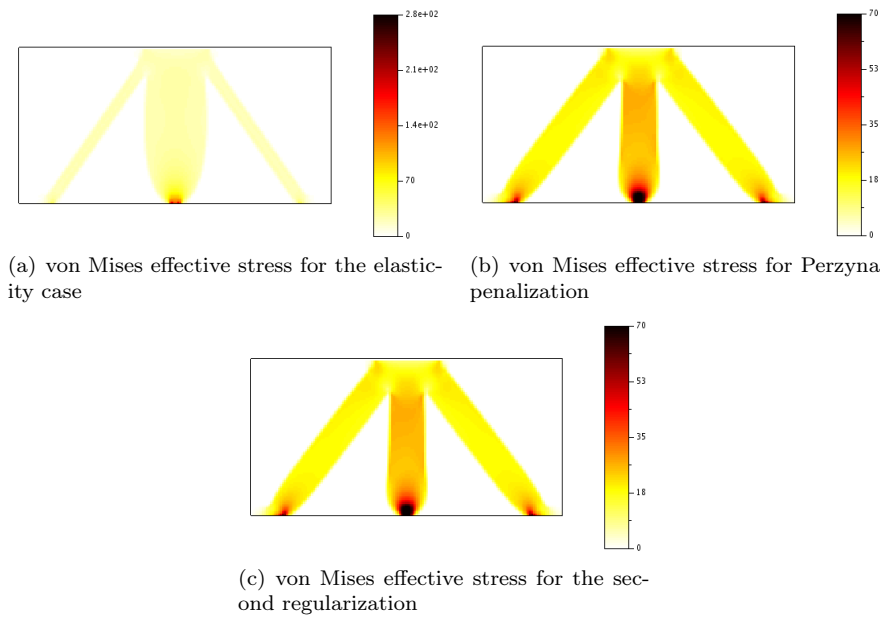 2.8e+02
2.1e+02
1.4e+02
70
0
70
53
35
18
0
(a) von Mises effective stress for the elastic-
ity case
(b) von Mises effective stress for Perzyna
penalization
70
53
35
18
0
(c) von Mises effective stress for the sec-
ond regularization